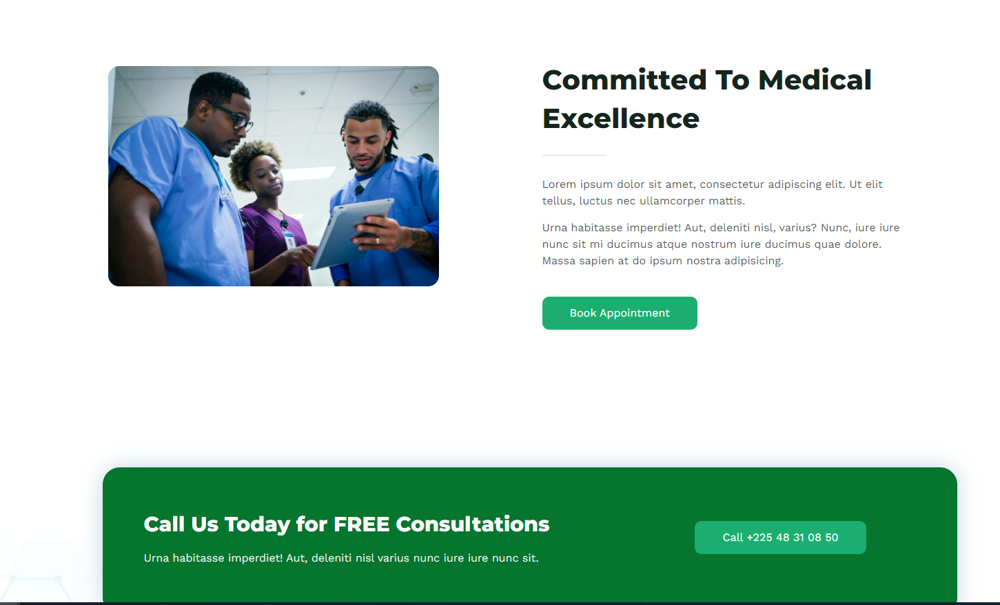 Committed To Medical
Excellence
Lorem ipsum dolor sit amet, consectetur adipiscing elit. Ut elit
tellus, luctus nec ullamcorper mattis.
Urna habitasse imperdiet! Aut, deleniti nisl, varius? Nunc, iure iure
nunc sit mi ducimus atque nostrum iure ducimus quae dolore.
Massa sapien at do ipsum nostra adipisicing.
Book Appointment
Call Us Today for FREE Consultations
Urna habitasse imperdiet! Aut, deleniti nisl varius nunc iure iure nunc sit.
Call +225 48 31 08 50